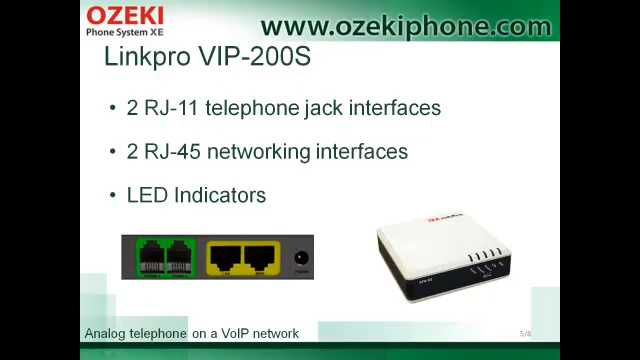 OZEKI
Phone System XE
www.ozekiphone.com
Linkpro VIP-200S
• 2 RJ-11 telephone jack interfaces
• 2 RJ-45 networking interfaces
• LED Indicators
Analog telephone on a VoIP network
5/8